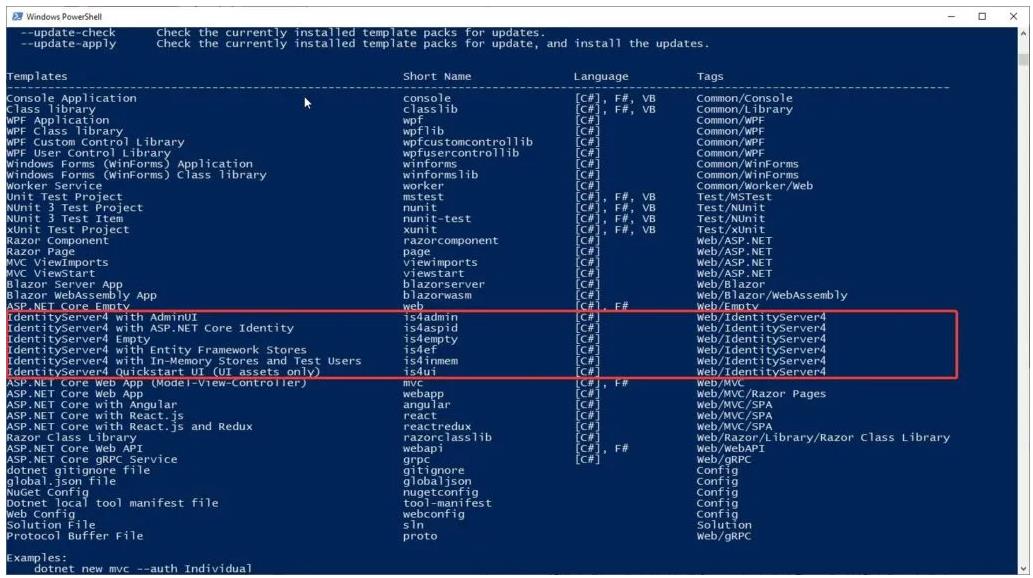 Windows PowerShell
--update-check Check the currently installed template packs for updates.
--update-apply Check the currently installed template packs for update, and install the updates.
Templates Short Name Language Tags
Console Application console [C#], F#, VB Common/Console
Class library classlib [C#], F#, VB Common/Library
WPF Application wpf [C#] Common/WPF
WPF Class library wpflib [C#] Common/WPF
WPF Custom Control Library wpfcustomcontrollib [C#] Common/WPF
WPF User Control Library wpfusercontrollib [C#] Common/WPF
Windows Forms (WinForms) Application winforms [C#] Common/WinForms
Windows Forms (WinForms) Class library winformslib [C#] Common/WinForms
Worker Service worker [C#] Common/Worker/Web
Unit Test Project mstest [C#], F#, VB Test/MSTest
NUnit 3 Test Project nunit [C#], F#, VB Test/NUnit
NUnit 3 Test Item nunit-test [C#], F#, VB Test/NUnit
xUnit Test Project xunit [C#], F#, VB Test/xUnit
Razor Component razorcomponent [C#] Web/ASP.NET
Razor Page page [C#] Web/ASP.NET
MVC ViewImports viewimports [C#] Web/ASP.NET
MVC ViewStart viewstart [C#] Web/ASP.NET
Blazor Server App blazorserver [C#] Web/Blazor
Blazor WebAssembly App blazorwasm [C#] Web/Blazor/WebAssembly
ASP.NET Core Empty web [C#], F# Web/Empty
IdentityServer4 with AdminUI is4admin [C#] Web/IdentityServer4
IdentityServer4 with ASP.NET Core Identity is4aspid [C#] Web/IdentityServer4
IdentityServer4 Empty is4empty [C#] Web/IdentityServer4
IdentityServer4 with Entity Framework Stores is4ef [C#] Web/IdentityServer4
IdentityServer4 with In-Memory Stores and Test Users is4inmem [C#] Web/IdentityServer4
IdentityServer4 Quickstart UI (UI assets only) is4ui [C#] Web/IdentityServer4
ASP.NET Core Web App (Model-View-Controller) mvc [C#], F# Web/MVC
ASP.NET Core Web App webapp [C#] Web/MVC/Razor Pages
ASP.NET Core with Angular angular [C#] Web/MVC/SPA
ASP.NET Core with React.js react [C#] Web/MVC/SPA
ASP.NET Core with React.js and Redux reactredux [C#] Web/MVC/SPA
Razor Class Library razorclasslib [C#] Web/Razor/Library/Razor Class Library
ASP.NET Core Web API webapi [C#], F# Web/WebAPI
ASP.NET Core gRPC Service grpc [C#] Web/gRPC
dotnet gitignore file gitignore Config
global.json file globaljson Config
NuGet Config nugetconfig Config
Dotnet local tool manifest file tool-manifest Config
Web Config webconfig Config
Solution File sln Solution
Protocol Buffer File proto Web/gRPC
Examples:
dotnet new mvc --auth Individual